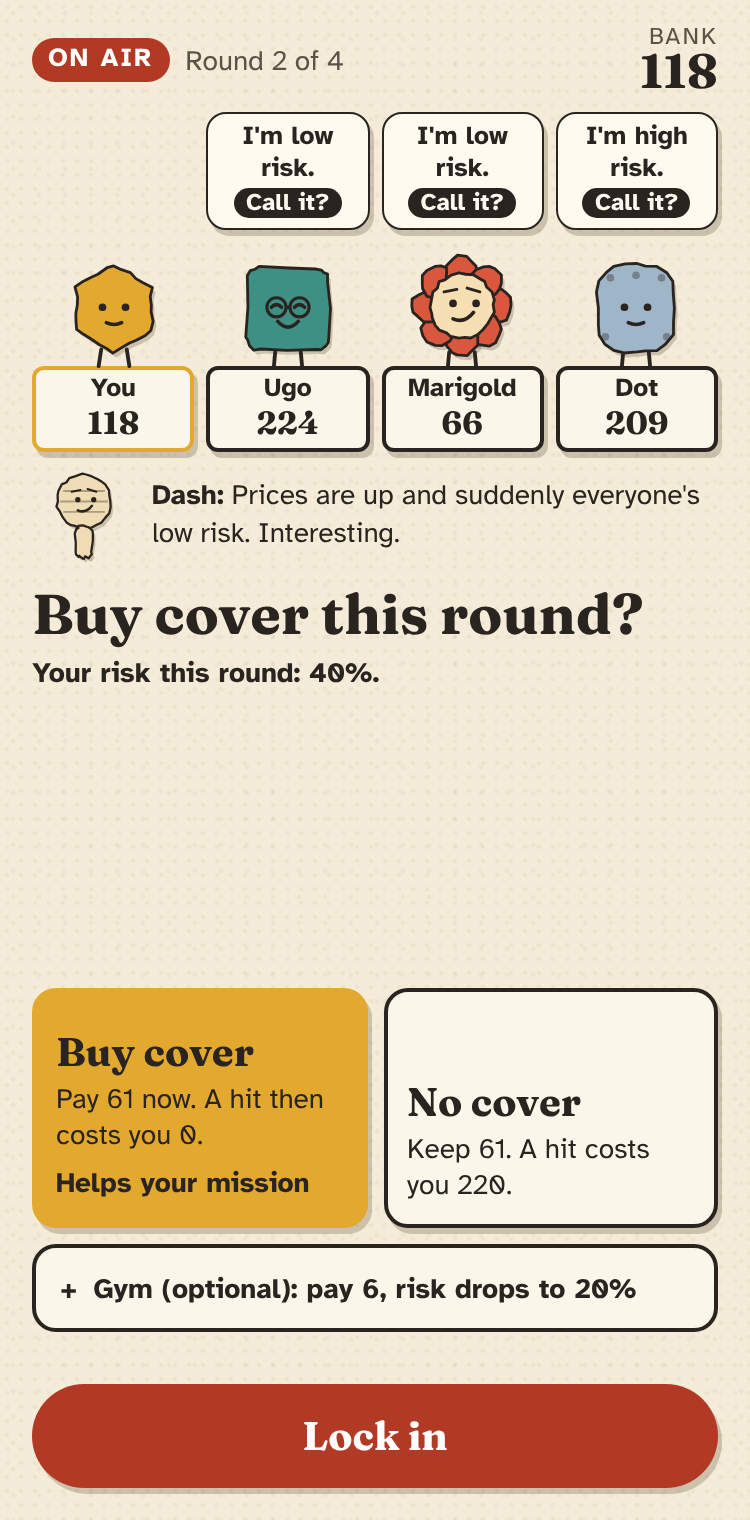 ON AIR
Round 2 of 4
BANK
118
I'm low
risk.
Call it?
I'm low
risk.
Call it?
I'm high
risk.
Call it?
You
118
Ugo
224
Marigold
66
Dot
209
Dash: Prices are up and suddenly everyone's
low risk. Interesting.
Buy cover this round?
Your risk this round: 40%.
Buy cover
Pay 61 now. A hit then
costs you 0.
Helps your mission
No cover
Keep 61. A hit costs
you 220.
+ Gym (optional): pay 6, risk drops to 20%
Lock in